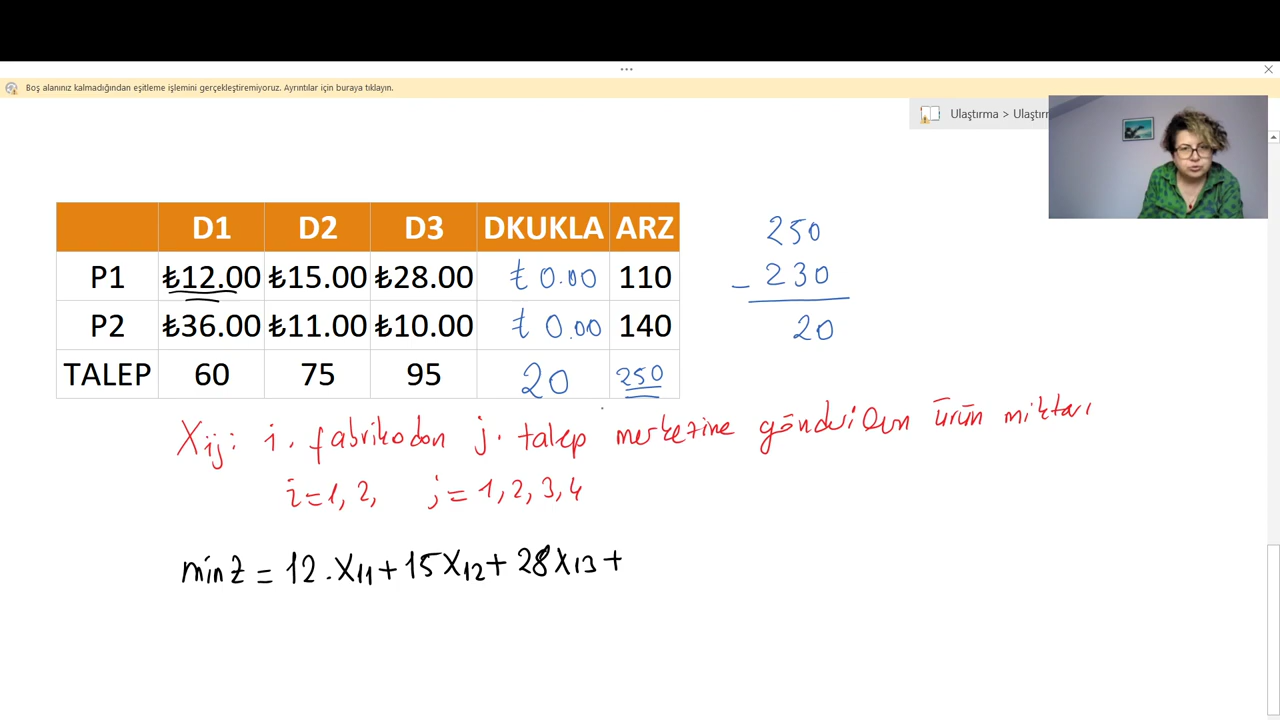 Boş alanınız kalmadığından eşitleme işlemini gerçekleştiremiyoruz. Ayrıntılar için buraya tıklayın.
Ulaştırma > Ulaştır
D1 D2 D3 DKUKLA ARZ
P1 ₺12.00 ₺15.00 ₺28.00 ₺ 0.00 110
P2 ₺36.00 ₺11.00 ₺10.00 ₺ 0.00 140
TALEP 60 75 95 20 250
250
- 230
20
Xij: i. fabrikadan j. talep merkezine gönderilen ürün miktarı
i=1, 2, j= 1, 2, 3, 4
min Z = 12.X11 + 15X12 + 28X13 +